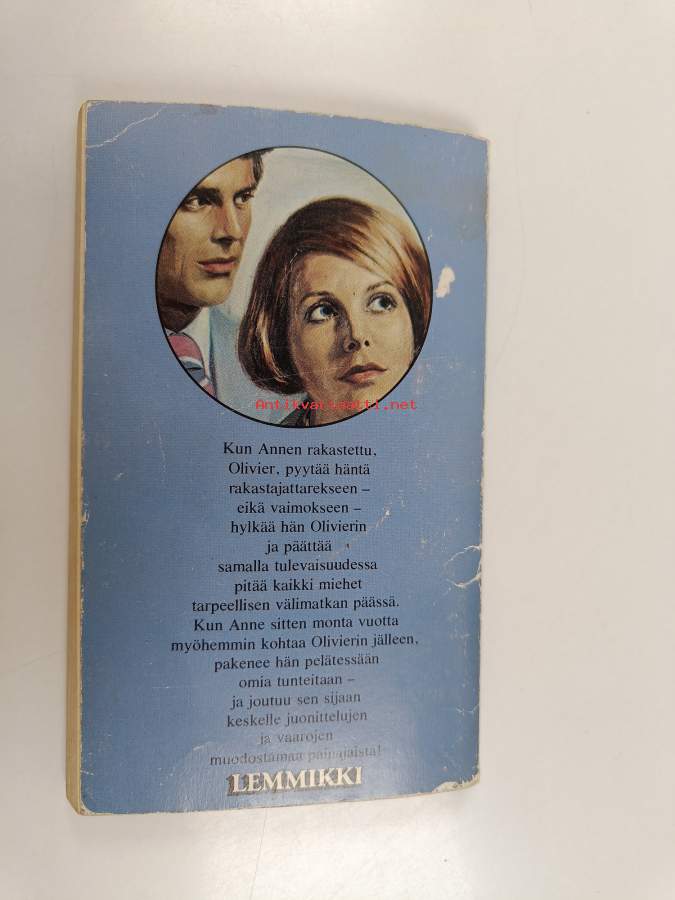 Antikvariaatti.net
Kun Annen rakastettu,
Olivier, pyytää häntä
rakastajattarekseen –
eikä vaimokseen –
hylkää hän Olivierin
ja päättää
samalla tulevaisuudessa
pitää kaikki miehet
tarpeellisen välimatkan päässä.
Kun Anne sitten monta vuotta
myöhemmin kohtaa Olivierin jälleen,
pakenee hän pelätessään
omia tunteitaan –
ja joutuu sen sijaan
keskelle juonittelujen
ja vaarojen
muodostamaa painajaista!
LEMMIKKI